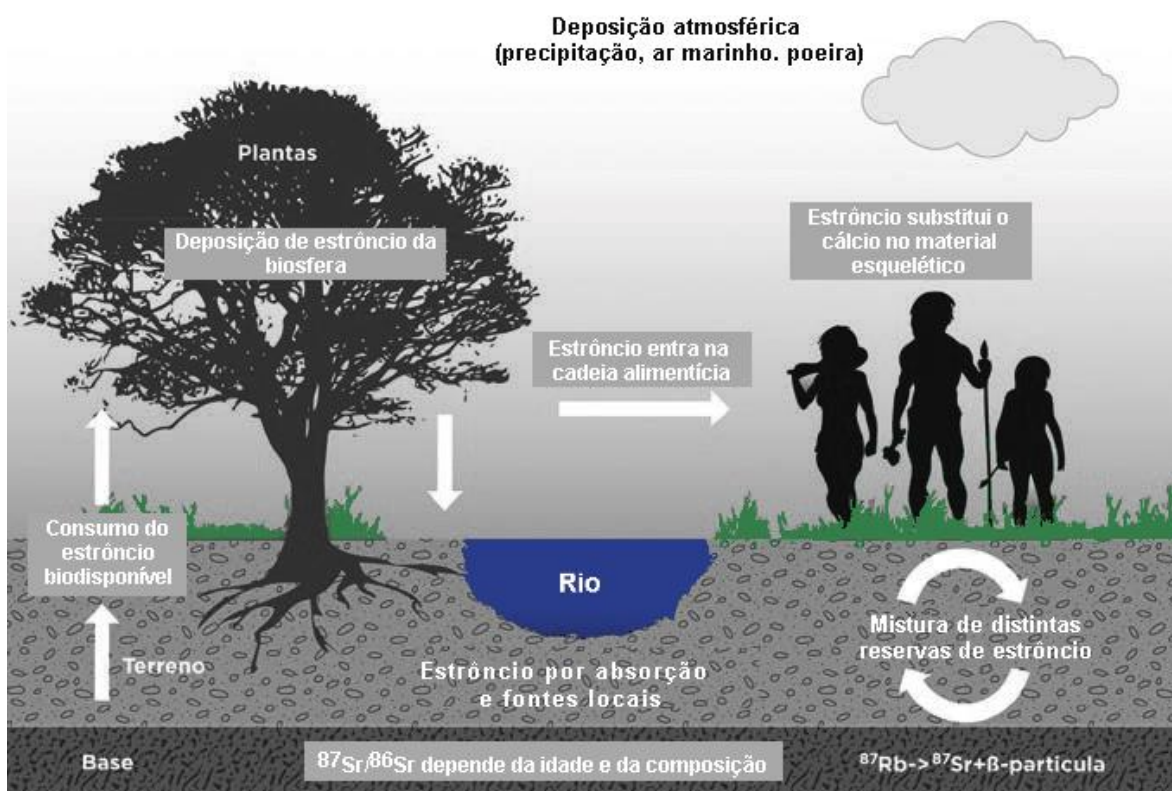 Deposição atmosférica
(precipitação, ar marinho. poeira)
Plantas
Deposição de estrôncio da
biosfera
Estrôncio substitui o
cálcio no material
esquelético
Estrôncio entra na
cadeia alimentícia
Consumo do
estrôncio
biodisponível
Rio
Terreno
Estrôncio por absorção
e fontes locais
Mistura de distintas
reservas de estrôncio
Base
⁸⁷Sr/⁸⁶Sr depende da idade e da composição
⁸⁷Rb->⁸⁷Sr+ß-particula